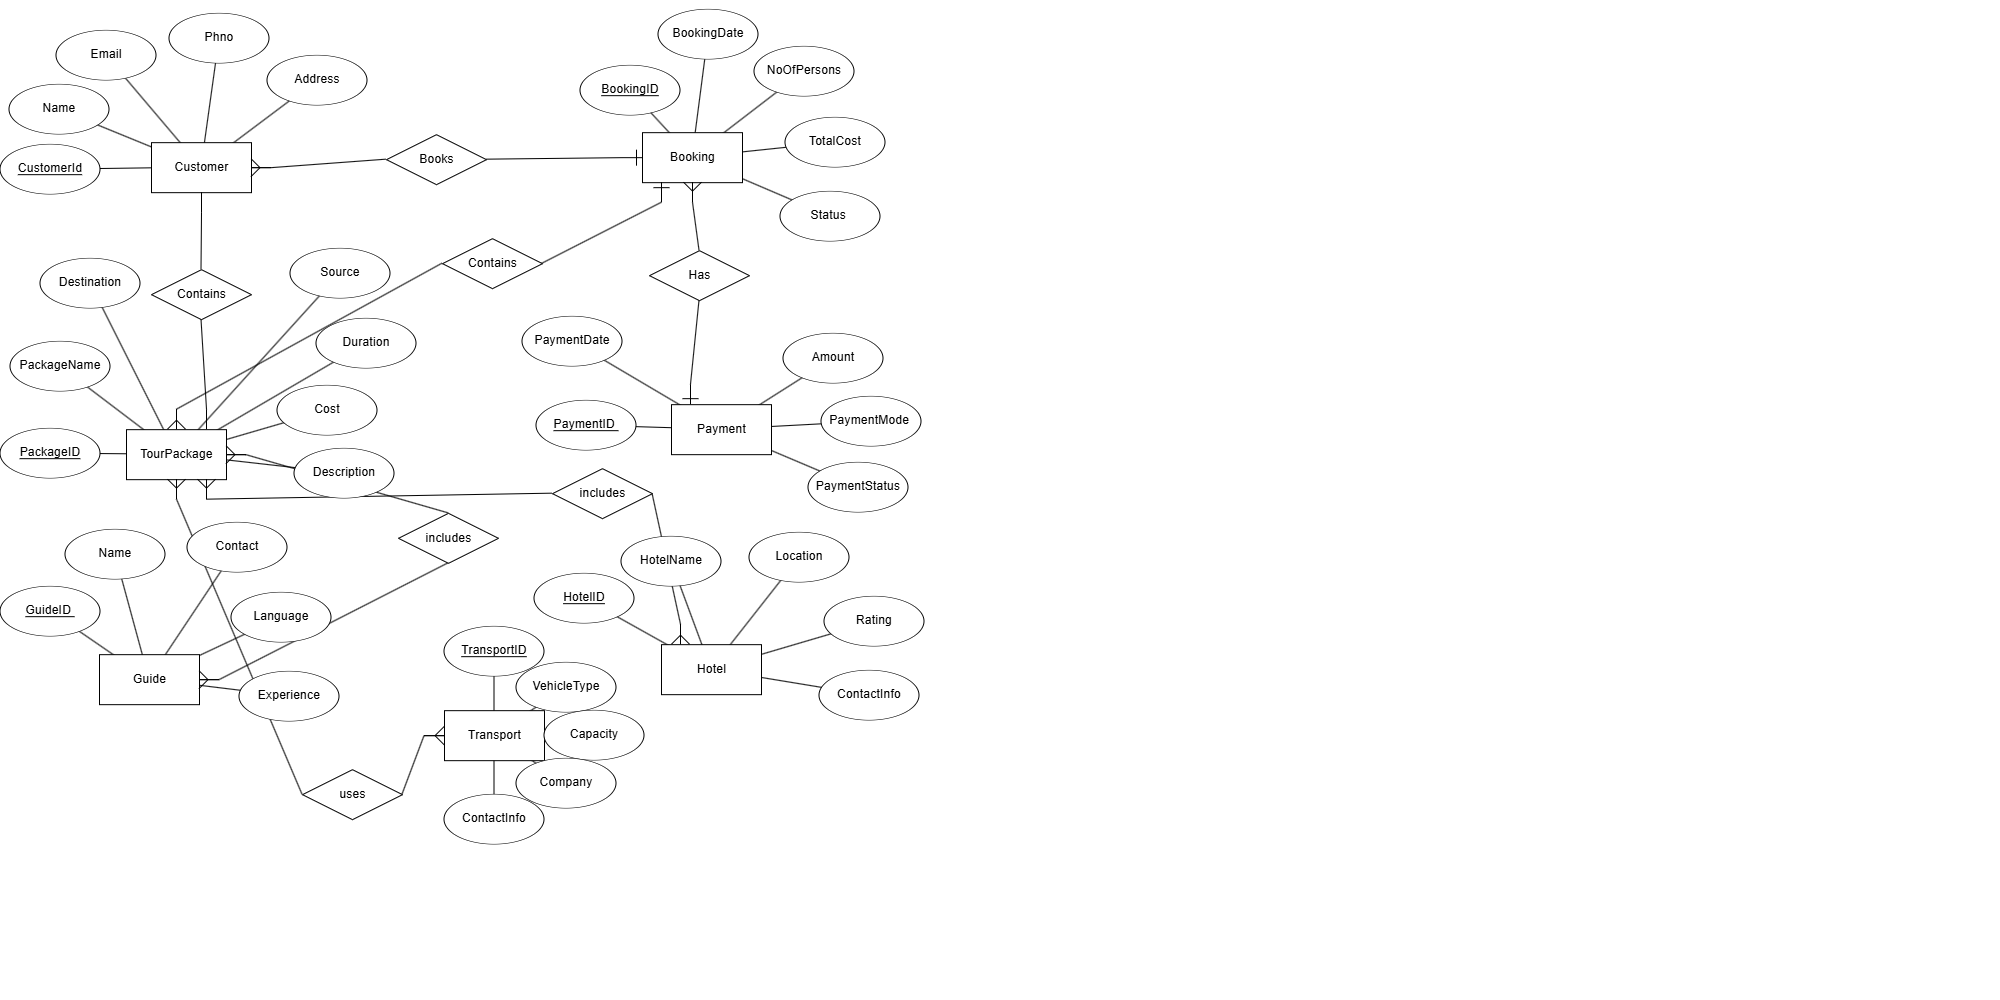 BookingDate
Phno
Email
NoOfPersons
Address
BookingID
Name
TotalCost
Customer
Books
Booking
CustomerId
Status
Contains
Source
Has
Destination
Contains
Duration
PaymentDate
Amount
PackageName
Cost
PaymentID
PaymentMode
Payment
PackageID
TourPackage
Description
PaymentStatus
includes
includes
Name
Contact
HotelName
Location
HotelID
GuideID
Language
Rating
TransportID
Guide
Hotel
VehicleType
Experience
ContactInfo
Transport
Capacity
Company
uses
ContactInfo